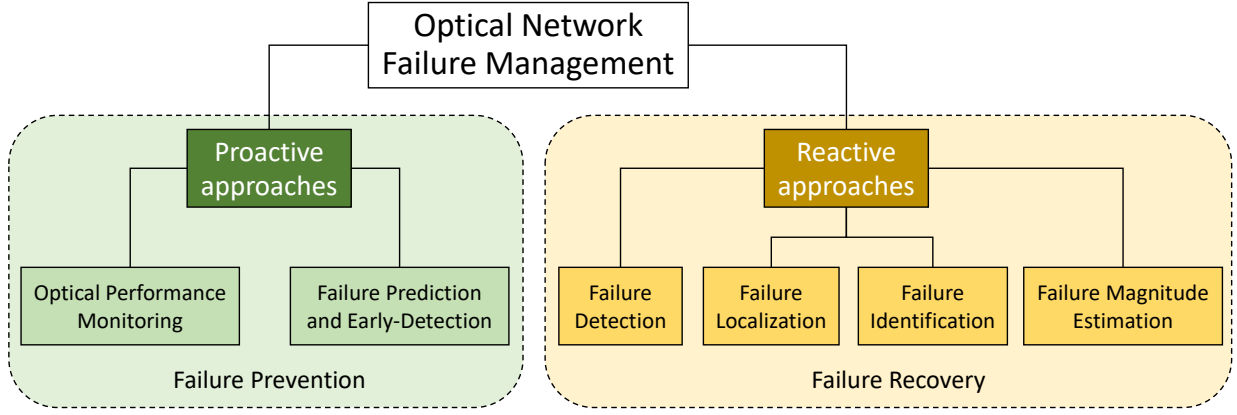 Optical Network
Failure Management
Proactive
approaches
Reactive
approaches
Optical Performance
Monitoring
Failure Prediction
and Early-Detection
Failure
Detection
Failure
Localization
Failure
Identification
Failure Magnitude
Estimation
Failure Prevention
Failure Recovery